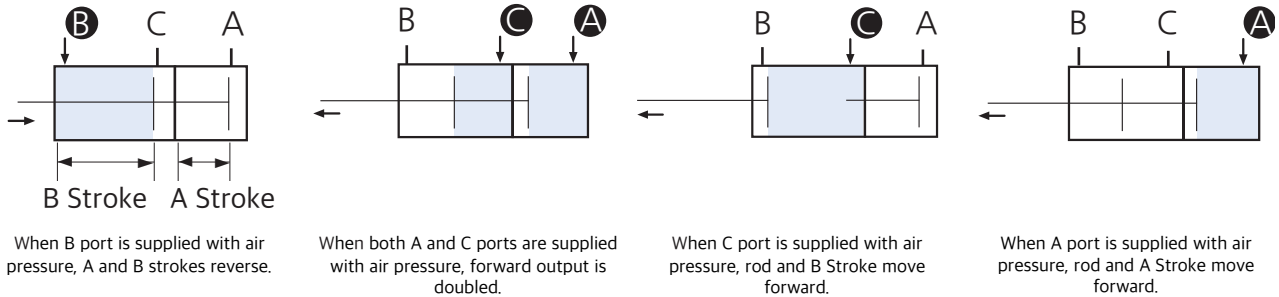 B C A
B C A
B C A
B C A
B Stroke A Stroke
When B port is supplied with air
pressure, A and B strokes reverse.
When both A and C ports are supplied
with air pressure, forward output is
doubled.
When C port is supplied with air
pressure, rod and B Stroke move
forward.
When A port is supplied with air
pressure, rod and A Stroke move
forward.